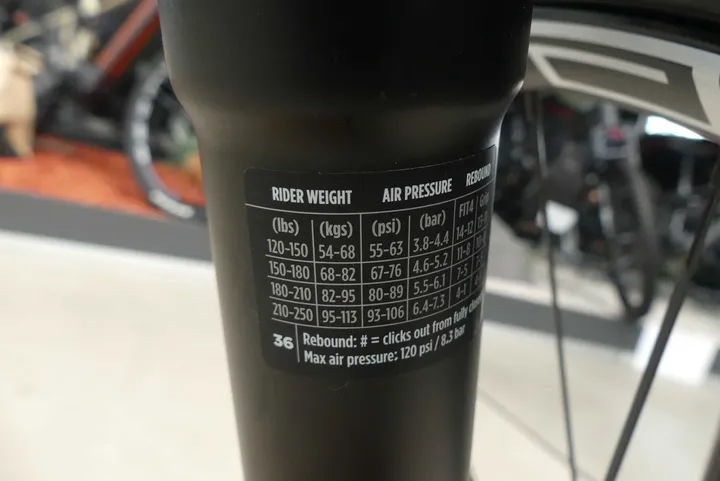 RIDER WEIGHT AIR PRESSURE REBOUND
(lbs) (kgs) (psi) (bar) FIT4 Grip
120-150 54-68 55-63 3.8-4.4 14-12
150-180 68-82 67-76 4.6-5.2 11-8
180-210 82-95 80-89 5.5-6.1 7-5
210-250 95-113 93-106 6.4-7.3 4-1
36 Rebound: # = clicks out from fully
Max air pressure: 120 psi / 8.3 bar